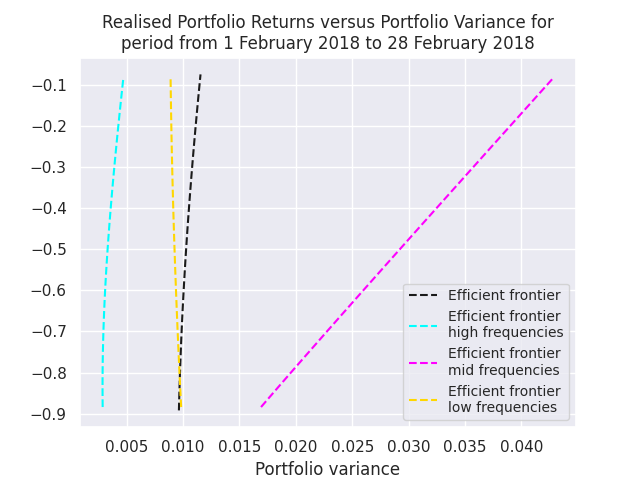 Realised Portfolio Returns versus Portfolio Variance for
period from 1 February 2018 to 28 February 2018
−0.1
−0.2
−0.3
−0.4
−0.5
−0.6
−0.7
−0.8
−0.9
Efficient frontier
Efficient frontier
high frequencies
Efficient frontier
mid frequencies
Efficient frontier
low frequencies
0.005 0.010 0.015 0.020 0.025 0.030 0.035 0.040
Portfolio variance